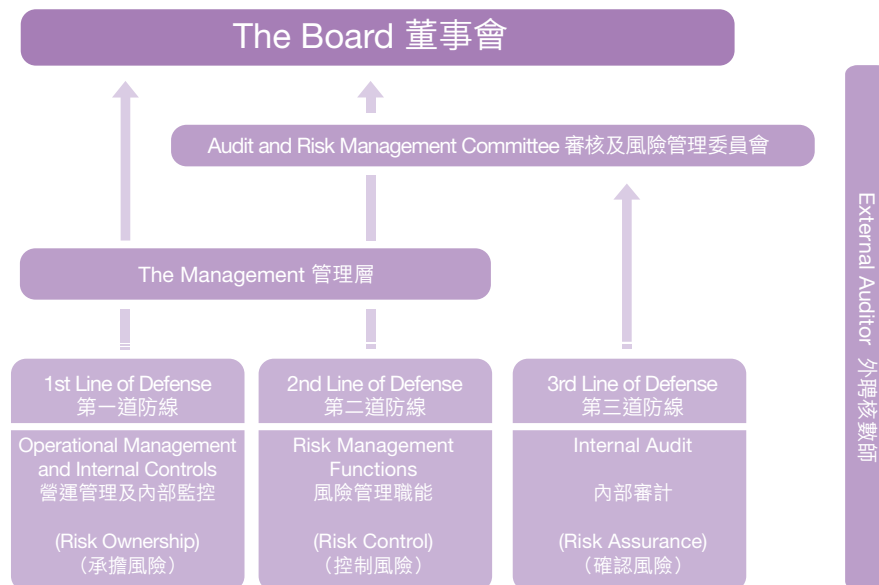 The Board 董事會
Audit and Risk Management Committee 審核及風險管理委員會
The Management 管理層
1st Line of Defense
第一道防線
Operational Management
and Internal Controls
營運管理及內部監控
(Risk Ownership)
（承擔風險）
2nd Line of Defense
第二道防線
Risk Management
Functions
風險管理職能
(Risk Control)
（控制風險）
3rd Line of Defense
第三道防線
Internal Audit
內部審計
(Risk Assurance)
（確認風險）
External Auditor 外聘核數師